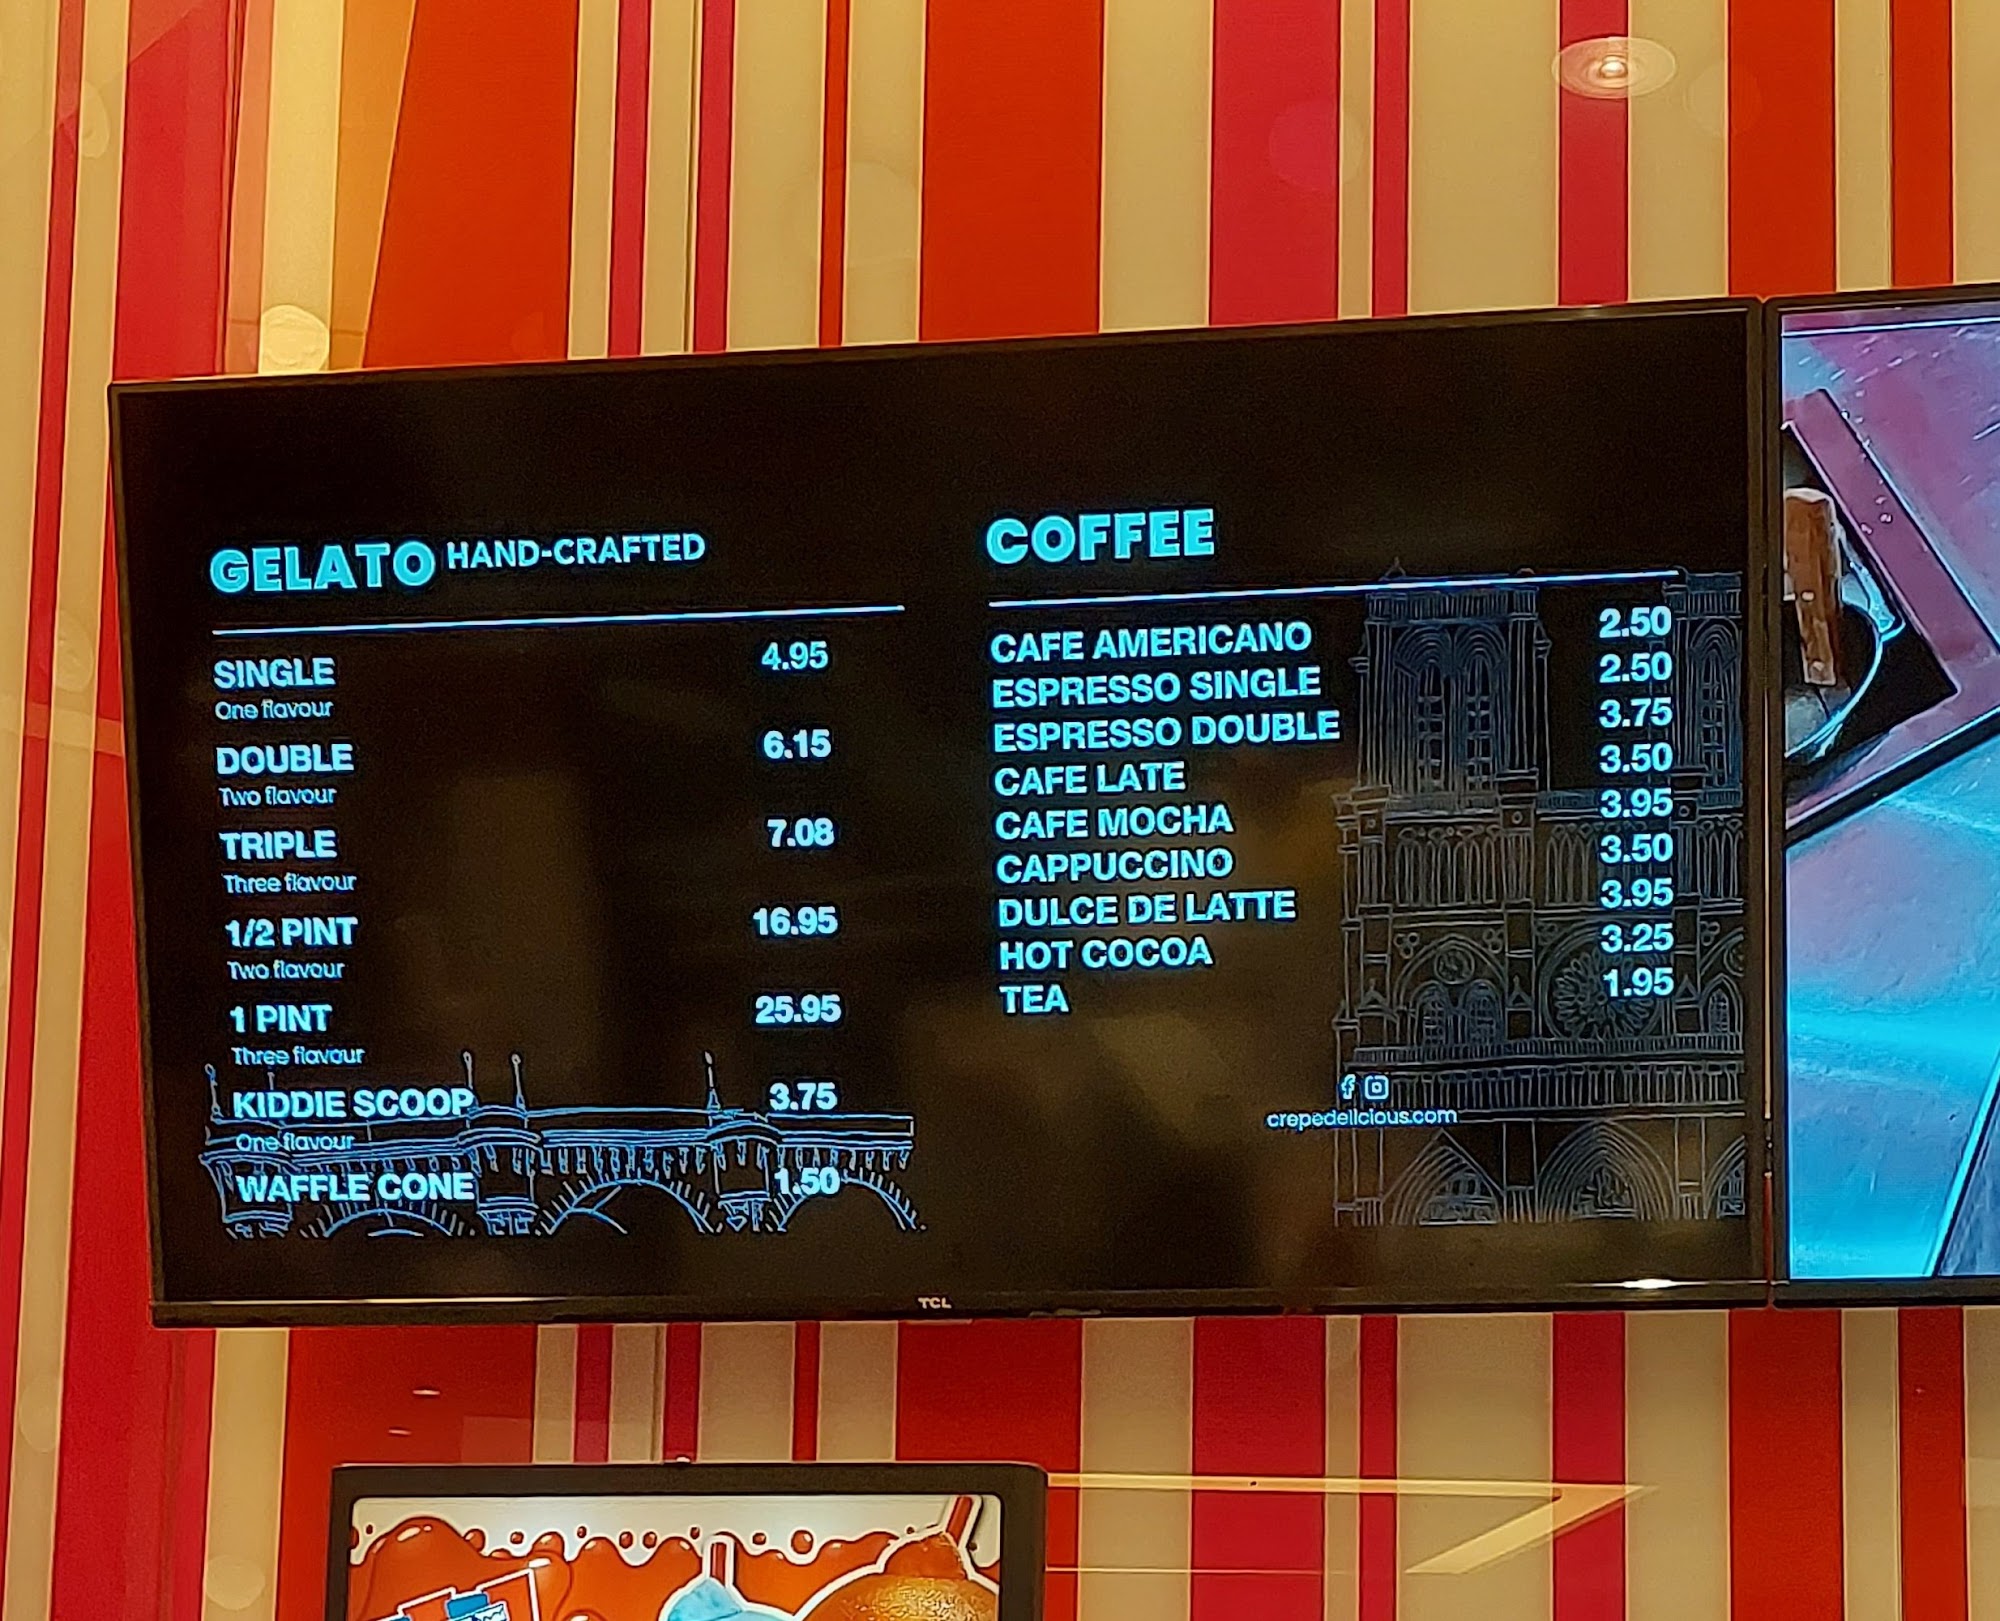 GELATO HAND-CRAFTED
SINGLE 4.95
One flavour
DOUBLE 6.15
Two flavour
TRIPLE 7.08
Three flavour
1/2 PINT 16.95
Two flavour
1 PINT 25.95
Three flavour
KIDDIE SCOOP 3.75
One flavour
WAFFLE CONE 1.50
COFFEE
CAFE AMERICANO 2.50
ESPRESSO SINGLE 2.50
ESPRESSO DOUBLE 3.75
CAFE LATE 3.50
CAFE MOCHA 3.95
CAPPUCCINO 3.50
DULCE DE LATTE 3.95
HOT COCOA 3.25
TEA 1.95
crepedelicious.com
TCL